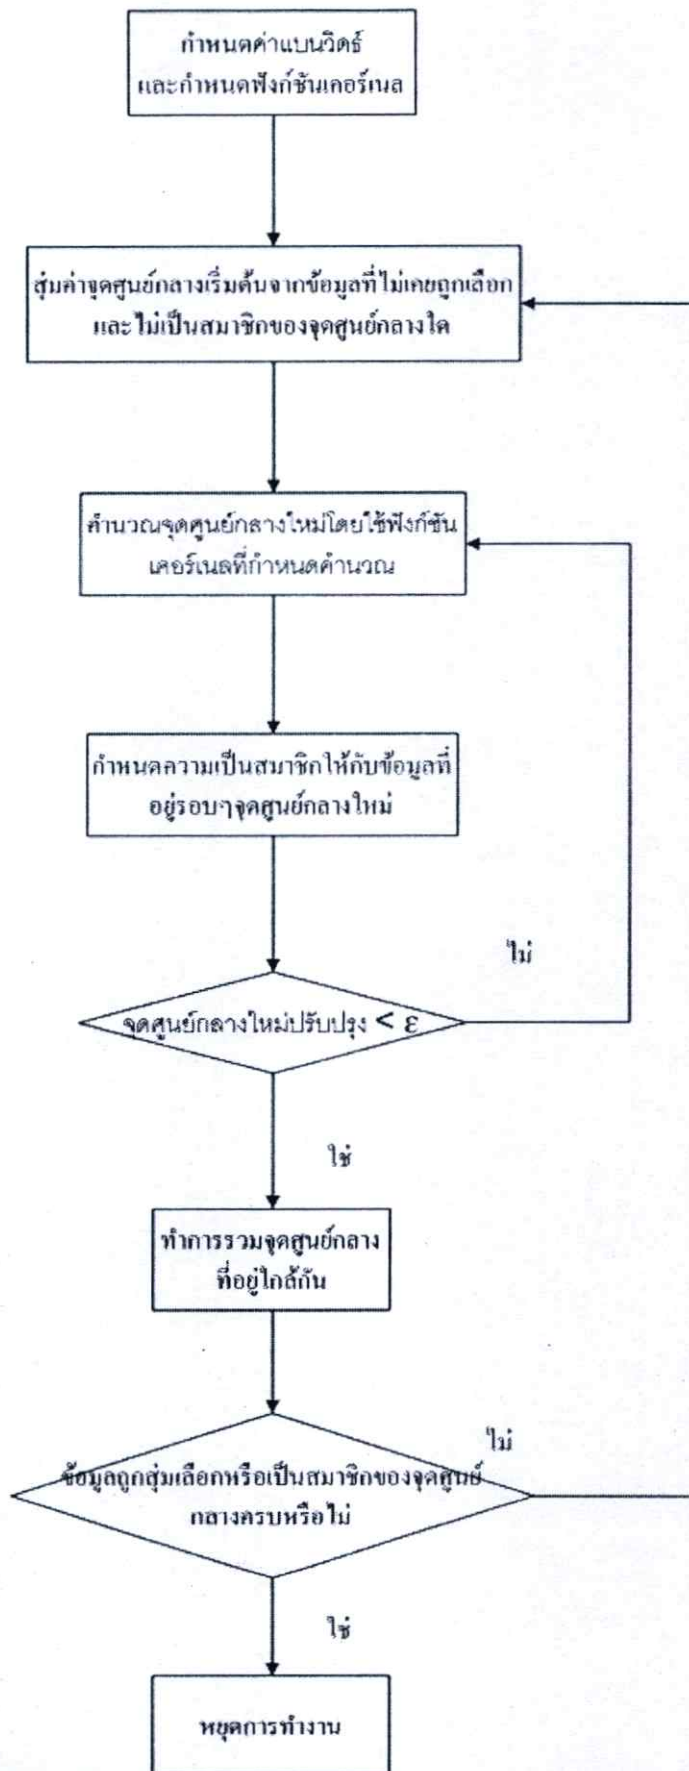 กำหนดค่าแบนวิดธ์
และกำหนดฟังก์ชันเคอร์เนล
สุ่มค่าจุดศูนย์กลางเริ่มต้นจากข้อมูลที่ไม่เคยถูกเลือก
และไม่เป็นสมาชิกของจุดศูนย์กลางใด
คำนวณจุดศูนย์กลางใหม่โดยใช้ฟังก์ชัน
เคอร์เนลที่กำหนดคำนวณ
กำหนดความเป็นสมาชิกให้กับข้อมูลที่
อยู่รอบๆจุดศูนย์กลางใหม่
ไม่
จุดศูนย์กลางใหม่ปรับปรุง < ε
ใช่
ทำการรวมจุดศูนย์กลาง
ที่อยู่ใกล้กัน
ไม่
ข้อมูลถูกสุ่มเลือกหรือเป็นสมาชิกของจุดศูนย์
กลางครบหรือไม่
ใช่
หยุดการทำงาน